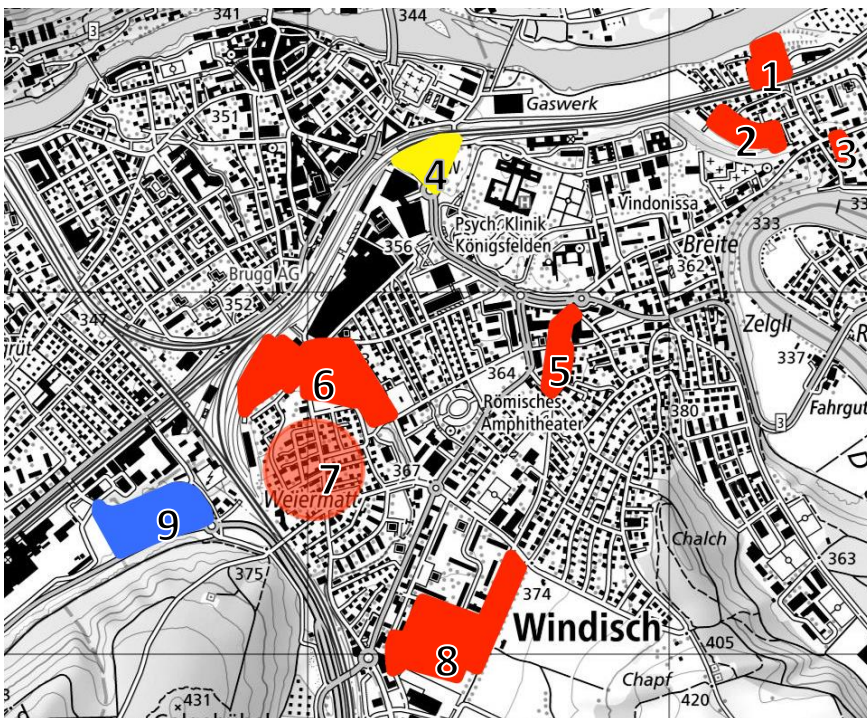 341
344
3
351
Gaswerk
1
2
3
4
333
Vindonissa
Psych. Klinik
Königsfelden
H
Breite
362
356
Brugg AG
352
347
Zelgli
337
364
5
6
Römisches
Amphitheater
380
Fahrgut
3
367
7
Weiermatt
9
Chalch
375
374
363
Windisch
405
8
Chapf
420
431